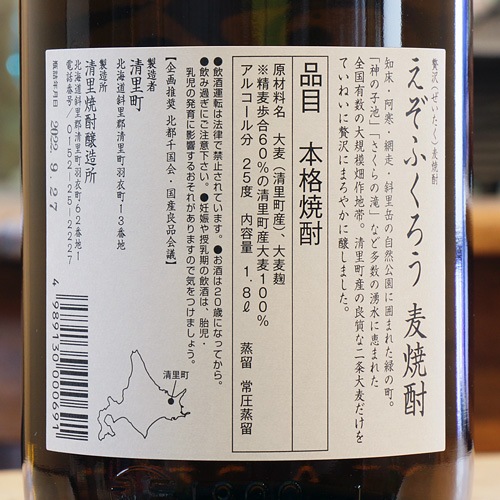 贅沢(ぜいたく)麦焼酎
えぞふくろう 麦焼酎
知床・阿寒・網走・斜里岳の自然公園に囲まれた緑の町。
「神の子池」「さくらの滝」など多数の湧水に恵まれた
全国有数の大規模畑作地帯。清里町産の良質な二条大麦だけを
ていねいに贅沢にまろやかに醸しました。
品目 本格焼酎
原材料名 大麦(清里町産)、大麦麹
※精麦歩合60%の清里町産大麦100%
アルコール分 25度 内容量 1.8ℓ 蒸留 常圧蒸留
●飲酒運転は法律で禁止されています。●お酒は20歳になってから。
●飲み過ぎにご注意下さい。●妊娠や授乳期の飲酒は、胎児・
乳児の発育に影響するおそれがありますので気をつけましょう。
【企画推奨 北都千国会・国産良品会議】
製造者
清里町
北海道斜里郡清里町羽衣町13番地
製造所
清里焼酎醸造所
北海道斜里郡清里町羽衣町62番地1
電話番号/0152-25-2227
瓶詰年月日 2022.9.27
清里町
4989130000691